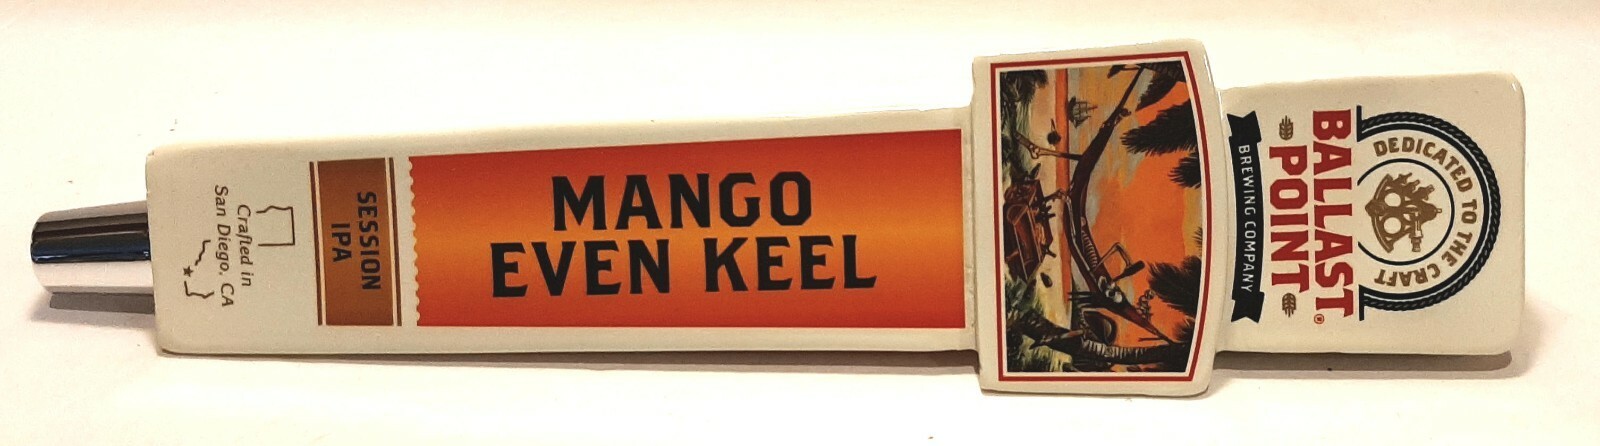 DEDICATED TO THE CRAFT
BALLAST
POINT®
BREWING COMPANY
MANGO
EVEN KEEL
SESSION
IPA
Crafted in
San Diego, CA